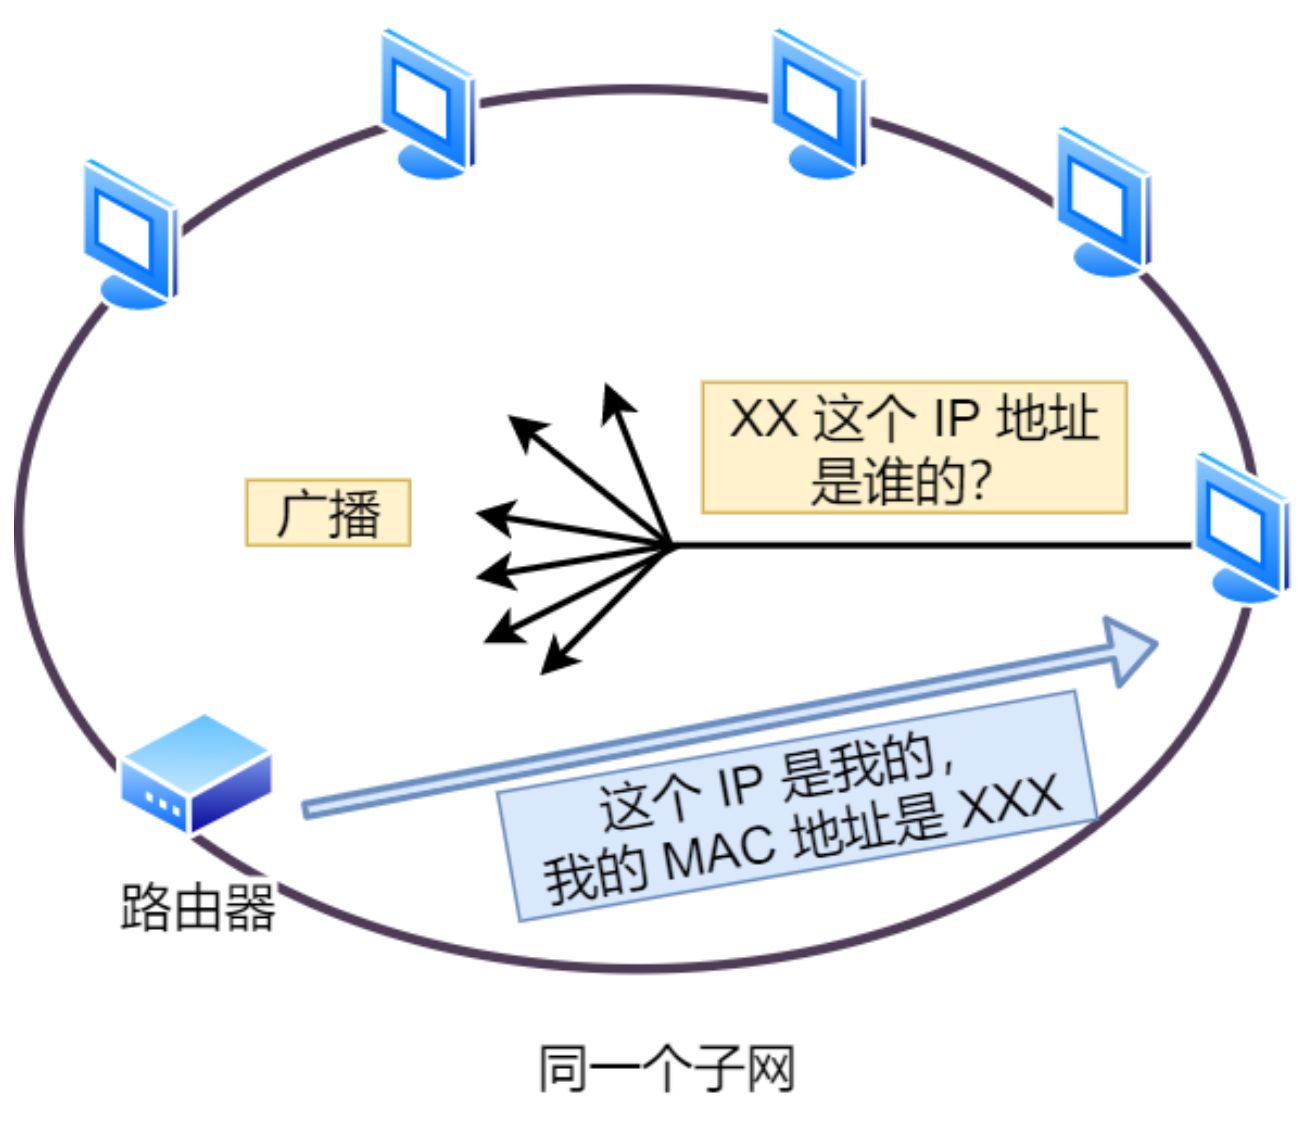 XX 这个 IP 地址
是谁的？
广播
这个 IP 是我的，
我的 MAC 地址是 XXX
路由器
同一个子网